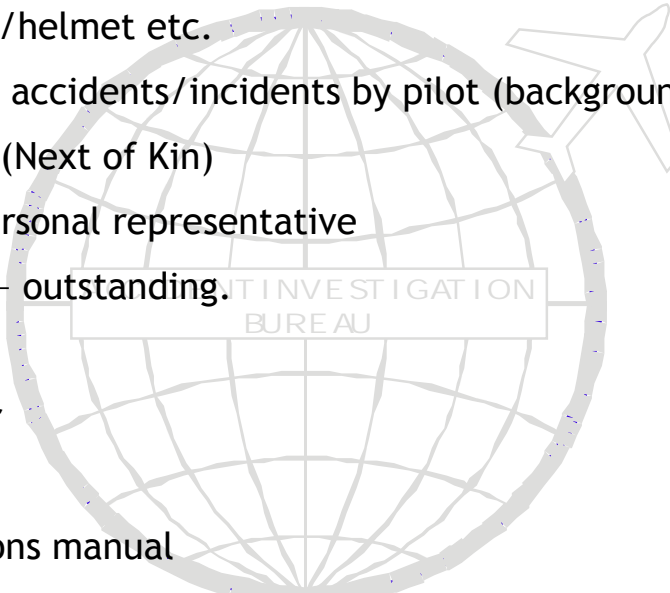 /helmet etc.
accidents/incidents by pilot (backgroun
(Next of Kin)
rsonal representative
– outstanding.
INVESTIGATION
BUREAU
ons manual